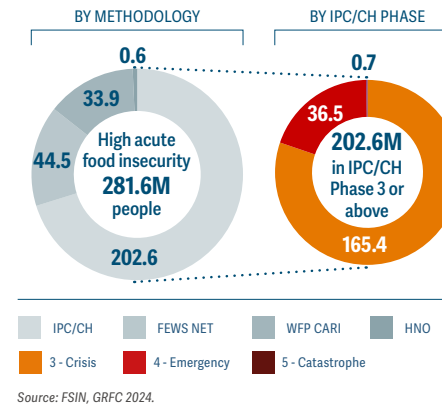 BY METHODOLOGY
BY IPC/CH PHASE
0.6
33.9
44.5
202.6
High acute
food insecurity
281.6M
people
0.7
36.5
165.4
202.6M
in IPC/CH
Phase 3 or
above
IPC/CH
FEWS NET
WFP CARI
HNO
3 - Crisis
4 - Emergency
5 - Catastrophe
Source: FSIN, GRFC 2024.